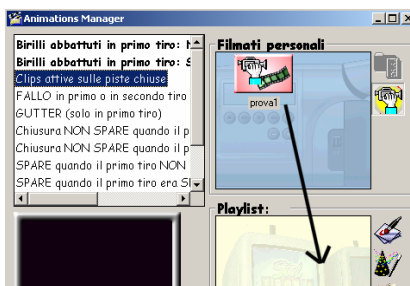 Animations Manager
Birilli abbattuti in primo tiro:
Birilli abbattuti in primo tiro:
Clips attive sulle piste chiuse
FALLO in primo o in secondo tiro
GUTTER (solo in primo tiro)
Chiusura NON SPARE quando il p
Chiusura NON SPARE quando il p
SPARE quando il primo tiro NON
SPARE quando il primo tiro era
Filmati personali
prova1
Playlist: